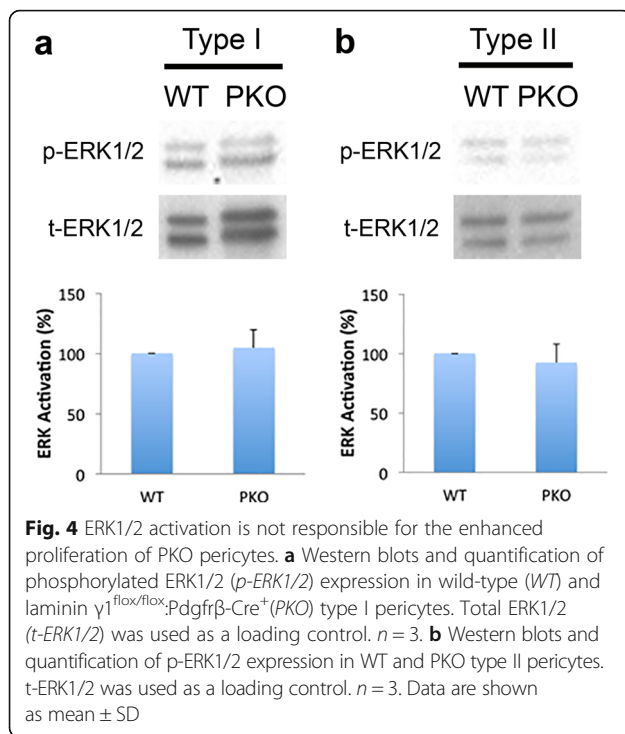 a
Type I
WT PKO
p-ERK1/2
t-ERK1/2
150
100
50
0
ERK Activation (%)
WT
PKO
b
Type II
WT PKO
p-ERK1/2
t-ERK1/2
150
100
50
0
ERK Activation (%)
WT
PKO
Fig. 4 ERK1/2 activation is not responsible for the enhanced
proliferation of PKO pericytes. a Western blots and quantification of
phosphorylated ERK1/2 (p-ERK1/2) expression in wild-type (WT) and
laminin γ1flox/flox:Pdgfrβ-Cre+(PKO) type I pericytes. Total ERK1/2
(t-ERK1/2) was used as a loading control. n = 3. b Western blots and
quantification of p-ERK1/2 expression in WT and PKO type II pericytes.
t-ERK1/2 was used as a loading control. n = 3. Data are shown
as mean ± SD